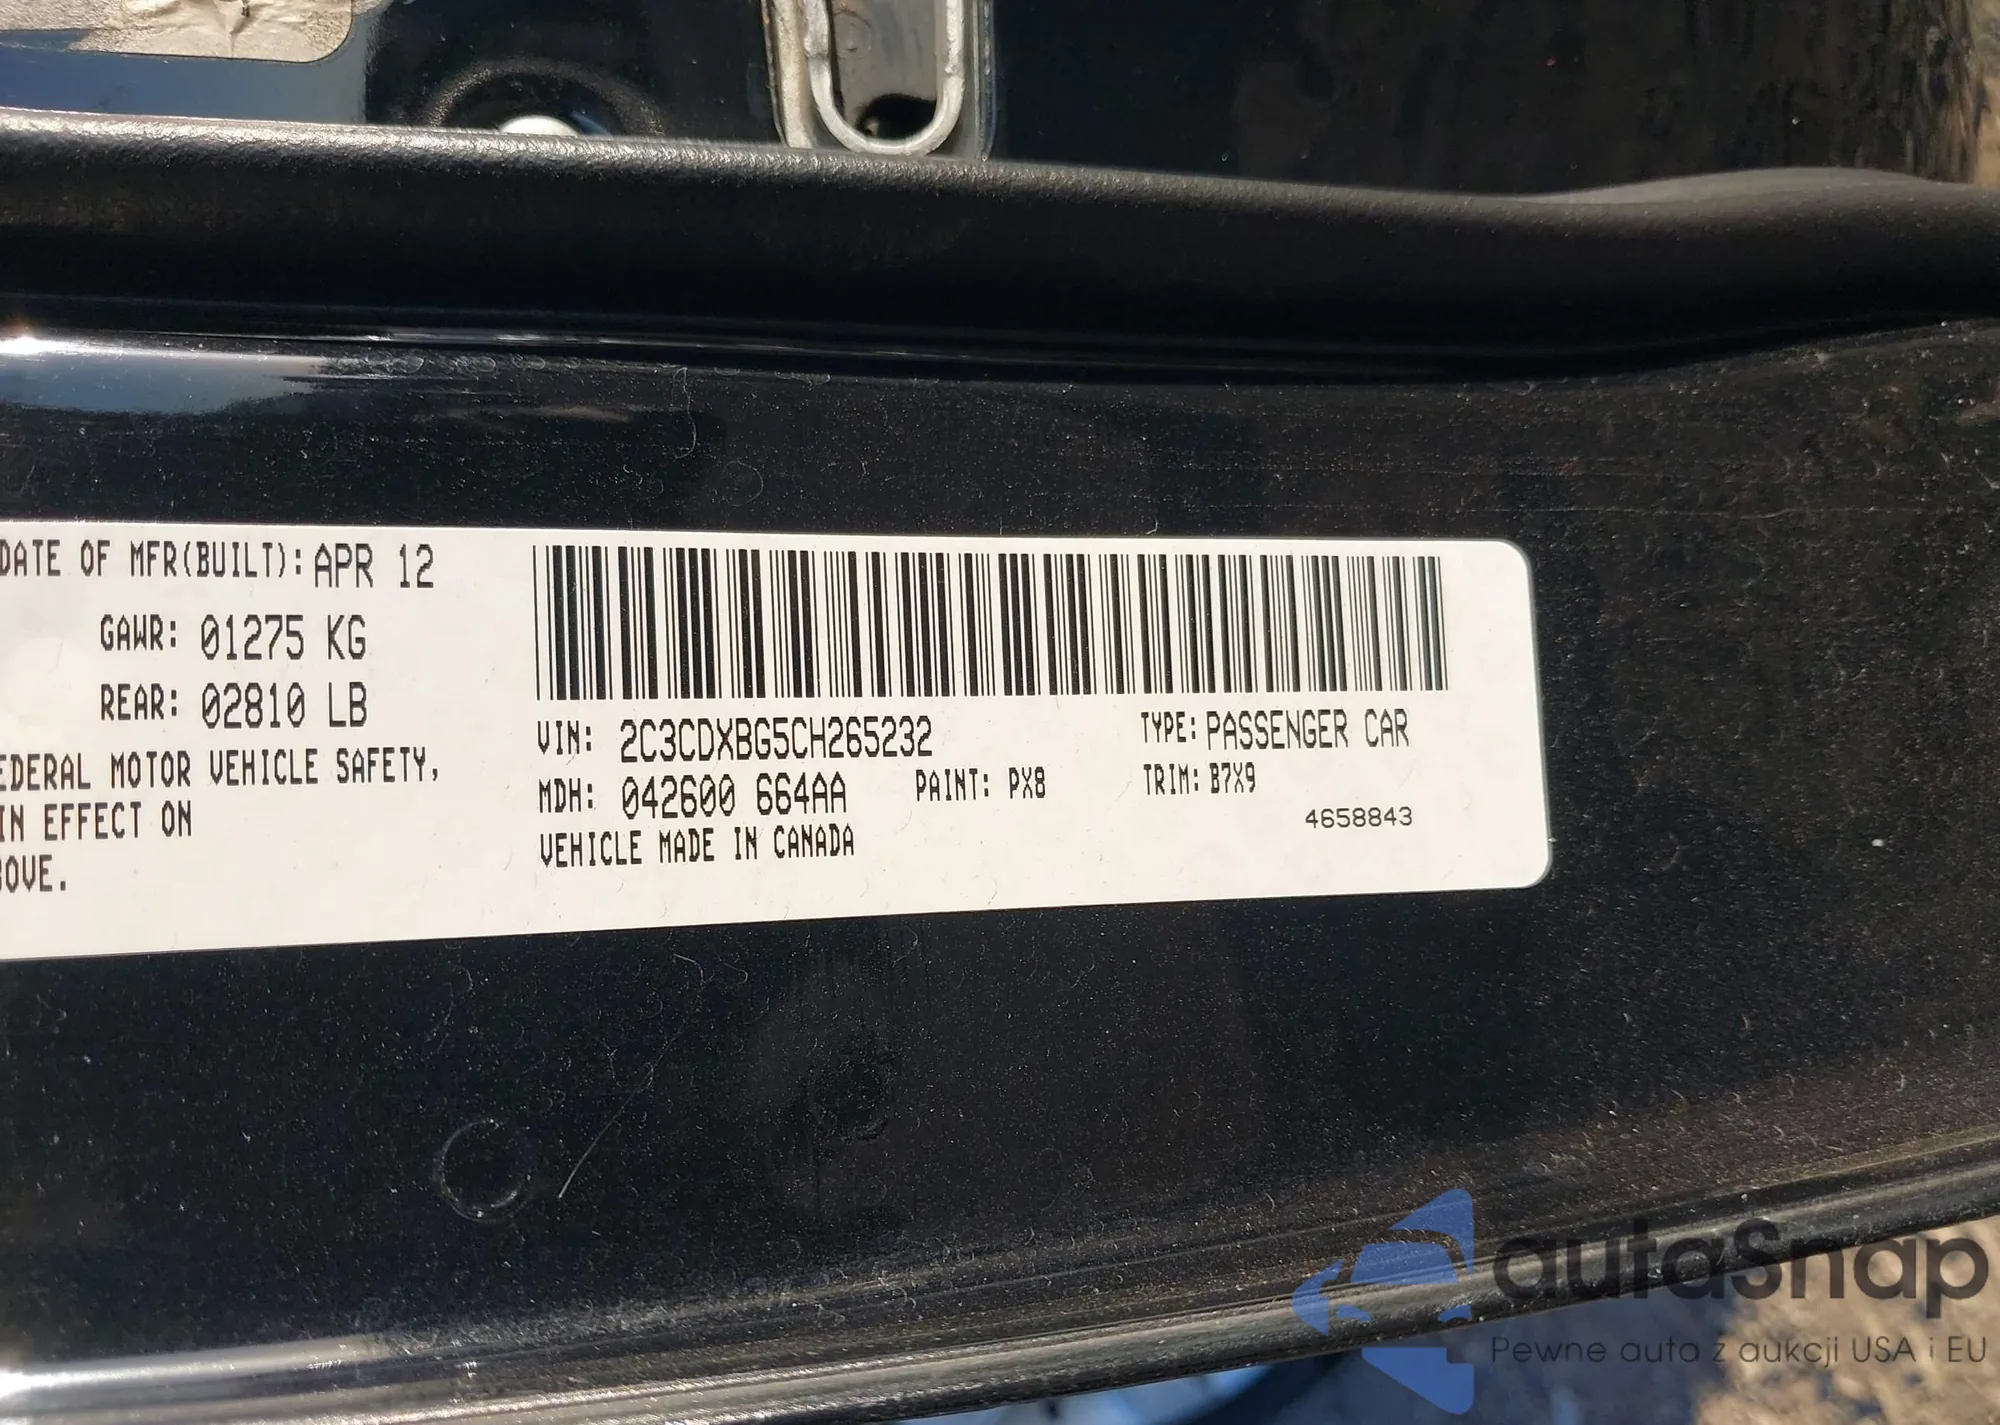 DATE OF MFR(BUILT): APR 12
GAWR: 01275 KG
REAR: 02810 LB
EDERAL MOTOR VEHICLE SAFETY,
IN EFFECT ON
BOVE.
VIN: 2C3CDXBG5CH265232
TYPE: PASSENGER CAR
MDH: 042600 664AA
PAINT: PX8
TRIM: B7X9
VEHICLE MADE IN CANADA
4658843
autaSnap
Pewne auta z aukcji USA i EU